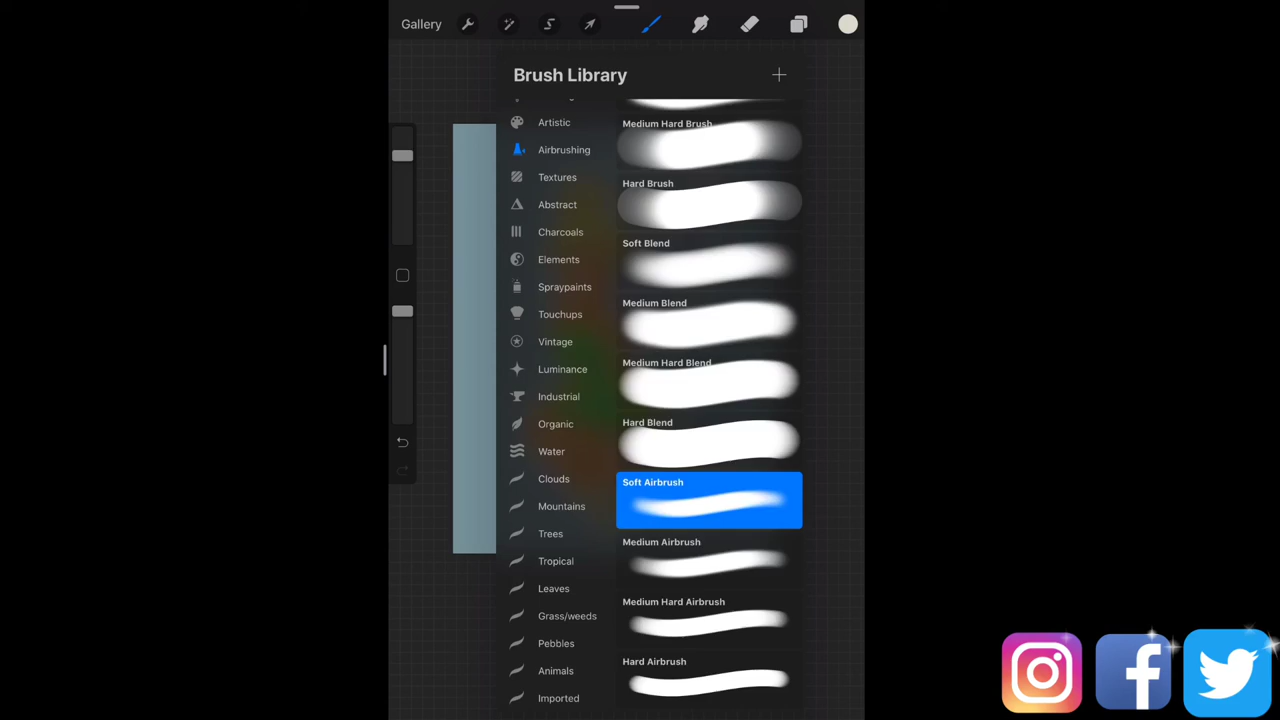 Gallery
Brush Library
Artistic
Airbrushing
Textures
Abstract
Charcoals
Elements
Spraypaints
Touchups
Vintage
Luminance
Industrial
Organic
Water
Clouds
Mountains
Trees
Tropical
Leaves
Grass/weeds
Pebbles
Animals
Imported
Medium Hard Brush
Hard Brush
Soft Blend
Medium Blend
Medium Hard Blend
Hard Blend
Soft Airbrush
Medium Airbrush
Medium Hard Airbrush
Hard Airbrush